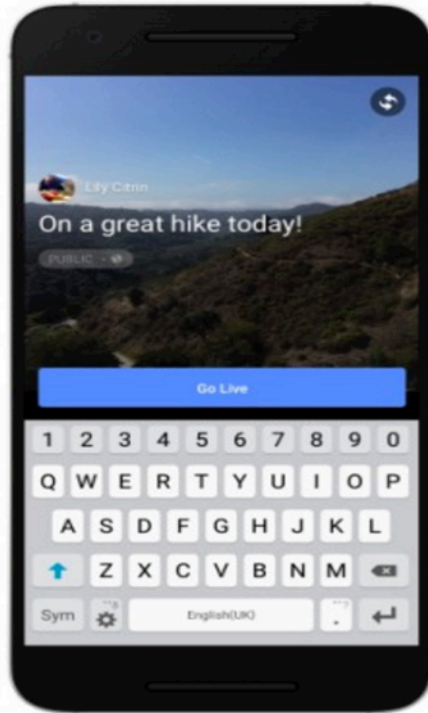 Lily Citrin
On a great hike today!
PUBLIC
Go Live
1 2 3 4 5 6 7 8 9 0
Q W E R T Y U I O P
A S D F G H J K L
Z X C V B N M
Sym English(UK) .